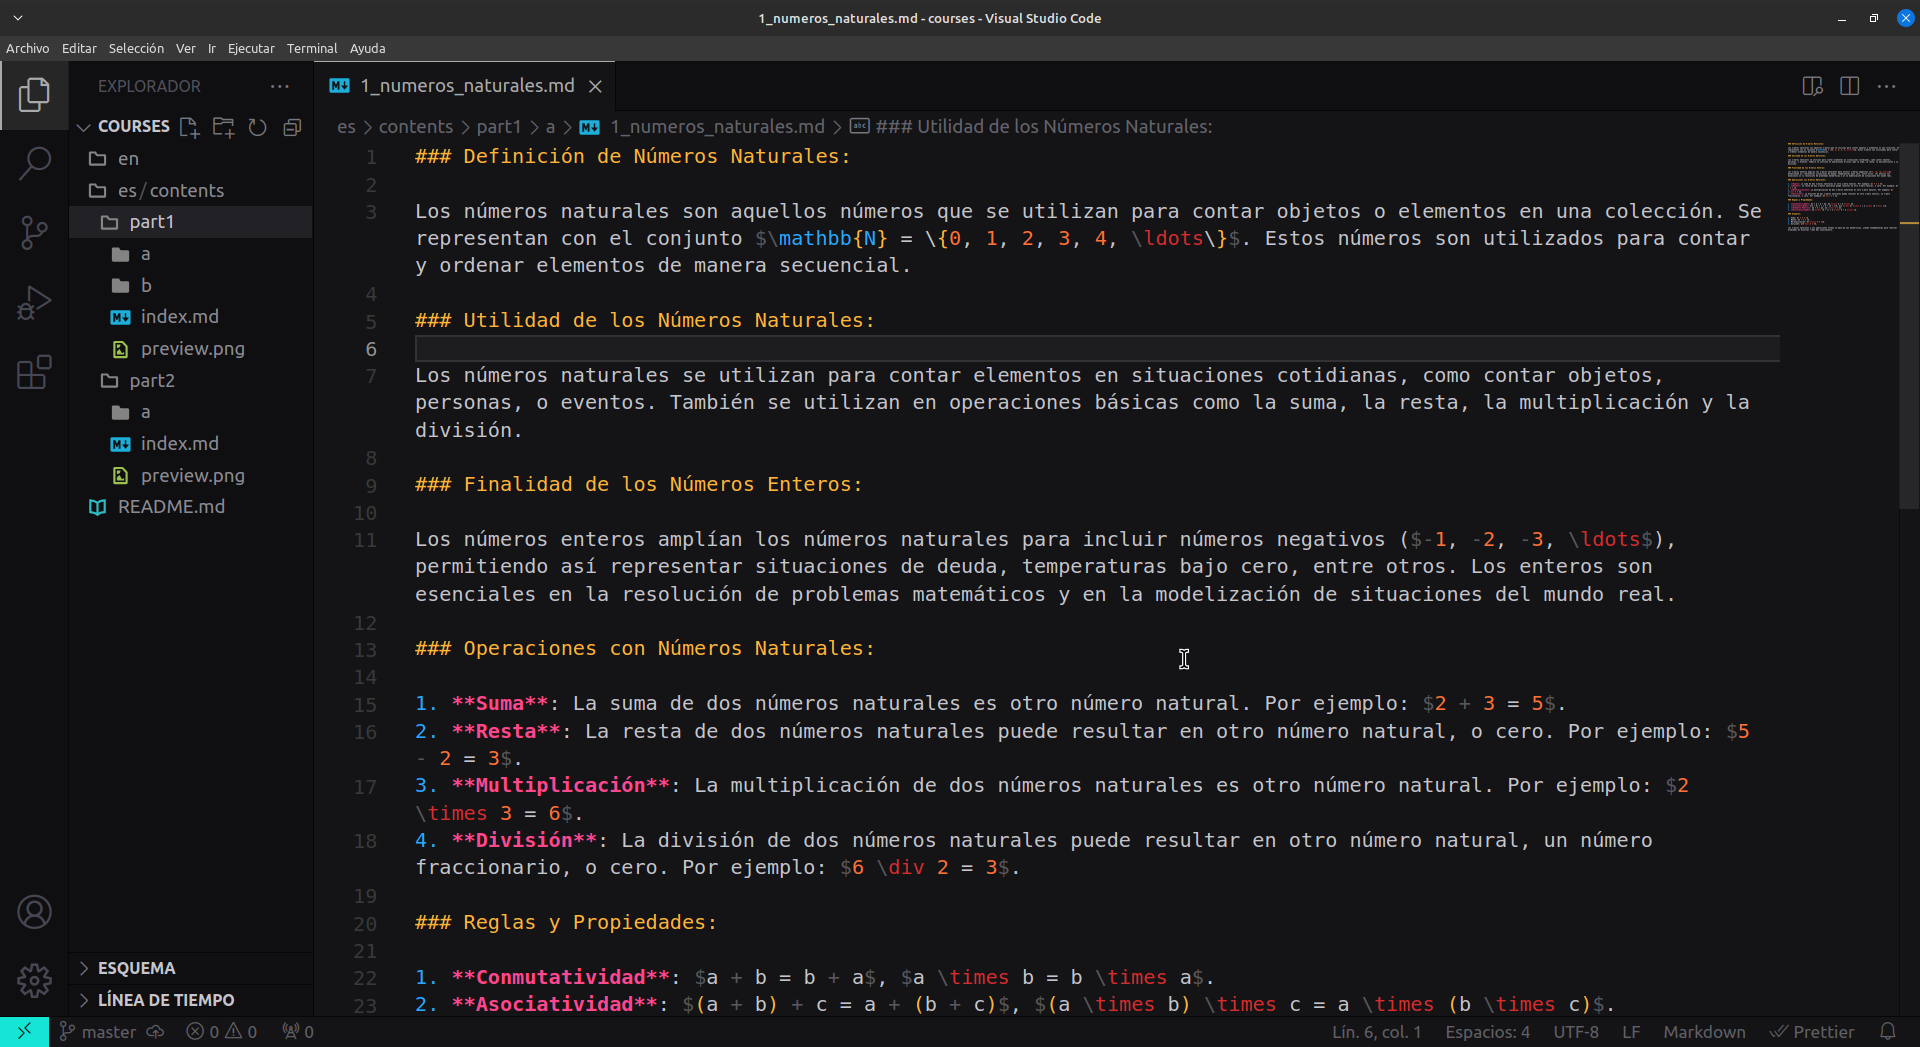 1_numeros_naturales.md - courses - Visual Studio Code
Archivo Editar Selección Ver Ir Ejecutar Terminal Ayuda
EXPLORADOR
COURSES
en
es/contents
part1
a
b
index.md
preview.png
part2
a
index.md
preview.png
README.md
ESQUEMA
LÍNEA DE TIEMPO
1_numeros_naturales.md
es > contents > part1 > a > 1_numeros_naturales.md > ### Utilidad de los Números Naturales:
1 ### Definición de Números Naturales:
2
3 Los números naturales son aquellos números que se utilizan para contar objetos o elementos en una colección. Se
representan con el conjunto $\mathbb{N} = \{0, 1, 2, 3, 4, \ldots\}$. Estos números son utilizados para contar
y ordenar elementos de manera secuencial.
4
5 ### Utilidad de los Números Naturales:
6
7 Los números naturales se utilizan para contar elementos en situaciones cotidianas, como contar objetos,
personas, o eventos. También se utilizan en operaciones básicas como la suma, la resta, la multiplicación y la
división.
8
9 ### Finalidad de los Números Enteros:
10
11 Los números enteros amplían los números naturales para incluir números negativos ($-1, -2, -3, \ldots$),
permitiendo así representar situaciones de deuda, temperaturas bajo cero, entre otros. Los enteros son
esenciales en la resolución de problemas matemáticos y en la modelización de situaciones del mundo real.
12
13 ### Operaciones con Números Naturales:
14
15 1. **Suma**: La suma de dos números naturales es otro número natural. Por ejemplo: $2 + 3 = 5$.
16 2. **Resta**: La resta de dos números naturales puede resultar en otro número natural, o cero. Por ejemplo: $5
- 2 = 3$.
17 3. **Multiplicación**: La multiplicación de dos números naturales es otro número natural. Por ejemplo: $2
\times 3 = 6$.
18 4. **División**: La división de dos números naturales puede resultar en otro número natural, un número
fraccionario, o cero. Por ejemplo: $6 \div 2 = 3$.
19
20 ### Reglas y Propiedades:
21
22 1. **Conmutatividad**: $a + b = b + a$, $a \times b = b \times a$.
23 2. **Asociatividad**: $(a + b) + c = a + (b + c)$, $(a \times b) \times c = a \times (b \times c)$.
master 0 0 0 Lín. 6, col. 1 Espacios: 4 UTF-8 LF Markdown Prettier